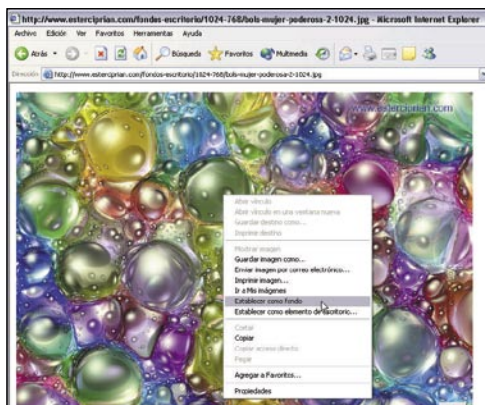 http://www.esterciprian.com/fondos-escritorio/1024-768/bols-mujer-poderosa-2-1024.jpg - Microsoft Internet Explorer
Archivo Edición Ver Favoritos Herramientas Ayuda
Atrás Búsqueda Favoritos Multimedia
Dirección http://www.esterciprian.com/fondos-escritorio/1024-768/bols-mujer-poderosa-2-1024.jpg
www.esterciprian.com
Abrir vínculo
Abrir vínculo en una ventana nueva
Guardar destino como...
Imprimir destino
Mostrar imagen
Guardar imagen como...
Enviar imagen por correo electrónico...
Imprimir imagen...
Ir a Mis imágenes
Establecer como fondo
Establecer como elemento de escritorio...
Cortar
Copiar
Copiar acceso directo
Pegar
Agregar a Favoritos...
Propiedades